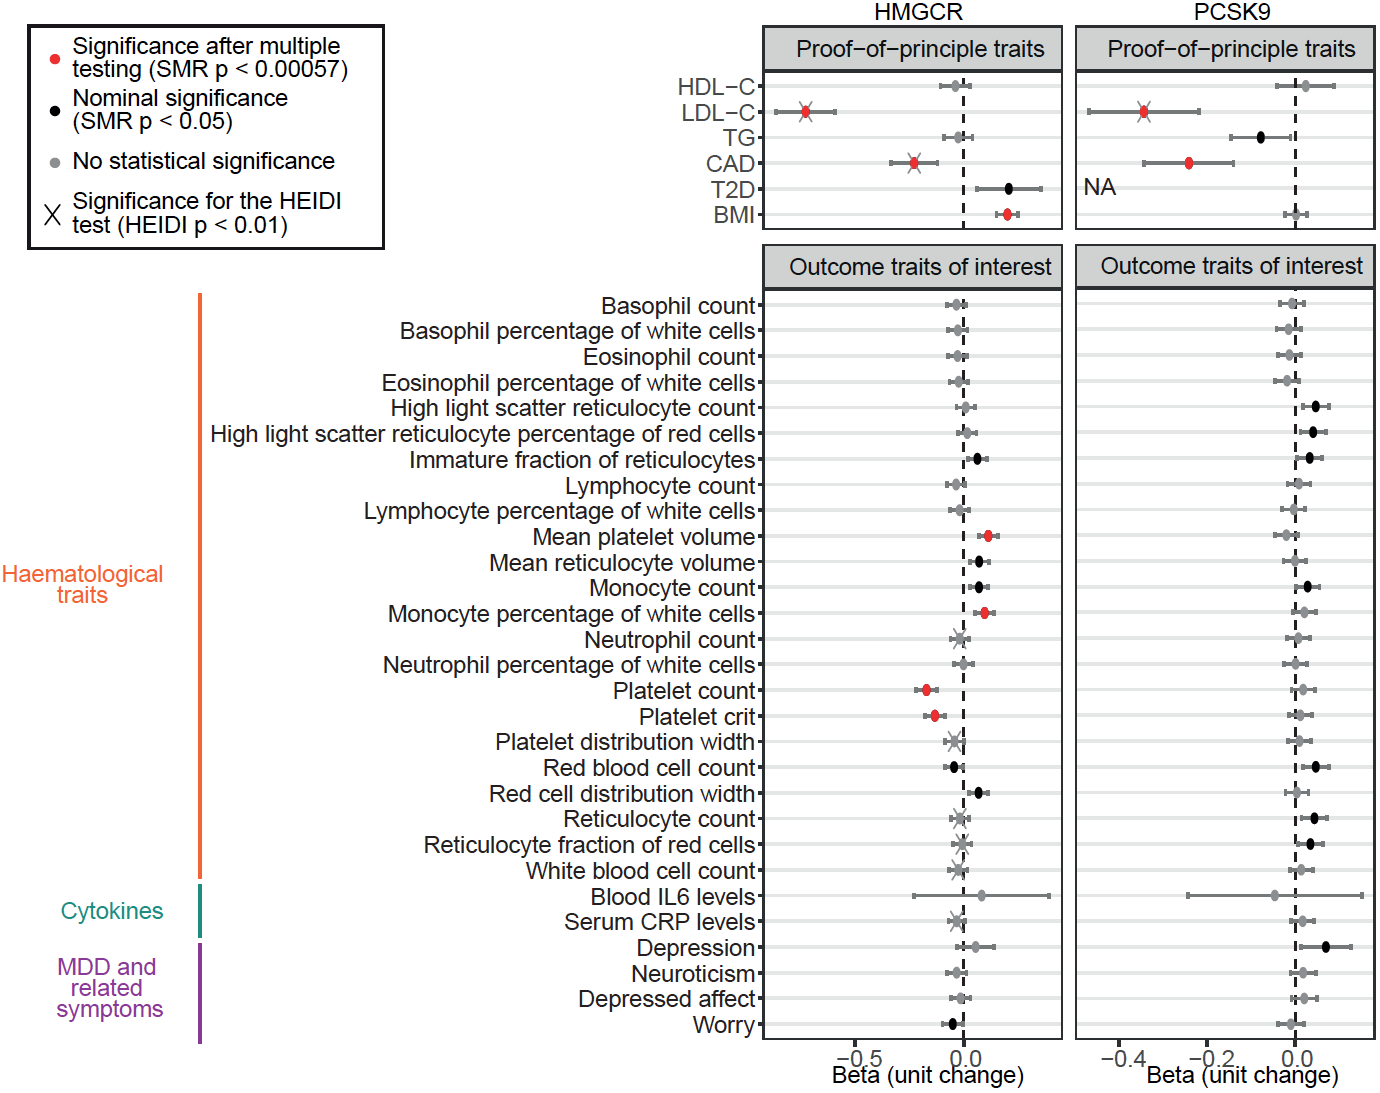 Significance after multiple
testing (SMR p < 0.00057)
Nominal significance
(SMR p < 0.05)
No statistical significance
Significance for the HEIDI
test (HEIDI p < 0.01)
HMGCR
PCSK9
Proof−of−principle traits
Proof−of−principle traits
HDL−C
LDL−C
TG
CAD
T2D
NA
BMI
Outcome traits of interest
Outcome traits of interest
Haematological
traits
Basophil count
Basophil percentage of white cells
Eosinophil count
Eosinophil percentage of white cells
High light scatter reticulocyte count
High light scatter reticulocyte percentage of red cells
Immature fraction of reticulocytes
Lymphocyte count
Lymphocyte percentage of white cells
Mean platelet volume
Mean reticulocyte volume
Monocyte count
Monocyte percentage of white cells
Neutrophil count
Neutrophil percentage of white cells
Platelet count
Platelet crit
Platelet distribution width
Red blood cell count
Red cell distribution width
Reticulocyte count
Reticulocyte fraction of red cells
White blood cell count
Cytokines
Blood IL6 levels
Serum CRP levels
MDD and
related
symptoms
Depression
Neuroticism
Depressed affect
Worry
−0.5 0.0
−0.4 −0.2 0.0
Beta (unit change)
Beta (unit change)